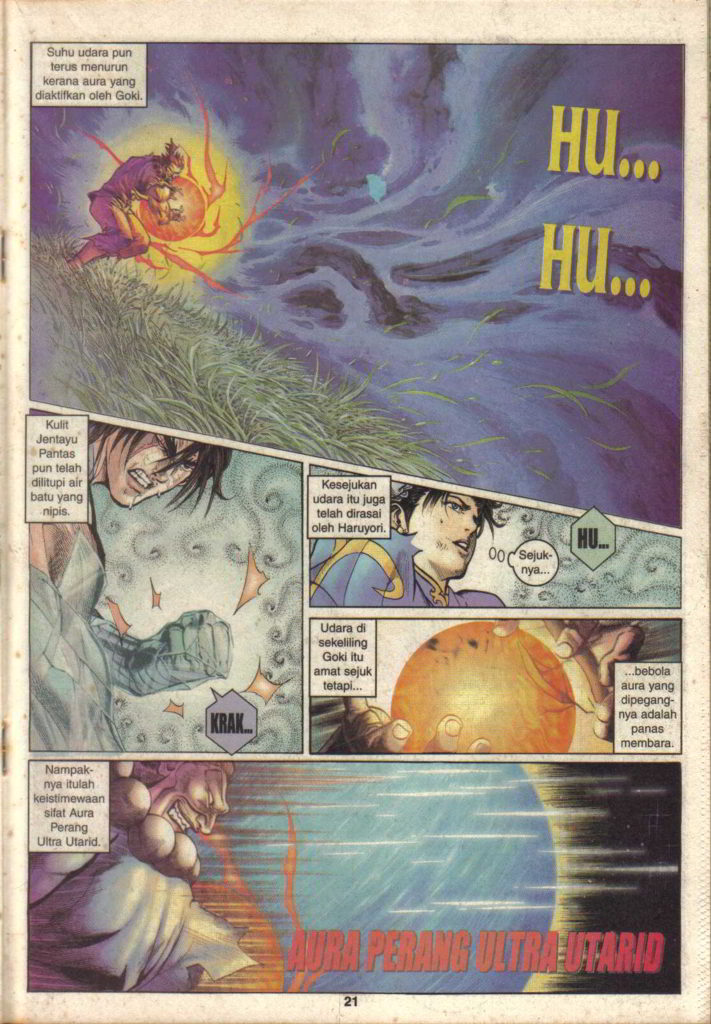 Suhu udara pun
terus menurun
kerana aura yang
diaktifkan oleh Goki.
HU...
HU...
Kulit
Jentayu
Pantas
pun telah
dilitupi air
batu yang
nipis.
KRAK...
Kesejukan
udara itu juga
telah dirasai
oleh Haruyori.
Sejuk-
nya...
HU...
Udara di
sekeliling
Goki itu
amat sejuk
tetapi...
...bebola
aura yang
dipegang-
nya adalah
panas
membara.
Nampak-
nya itulah
keistimewaan
sifat Aura
Perang
Ultra Utarid.
AURA PERANG ULTRA UTARID
21